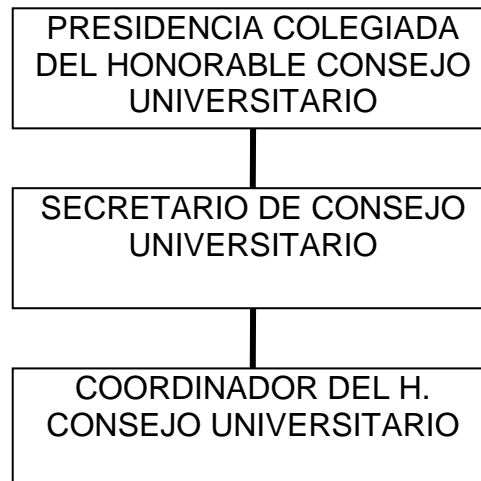 PRESIDENCIA COLEGIADA
DEL HONORABLE CONSEJO
UNIVERSITARIO
SECRETARIO DE CONSEJO
UNIVERSITARIO
COORDINADOR DEL H.
CONSEJO UNIVERSITARIO